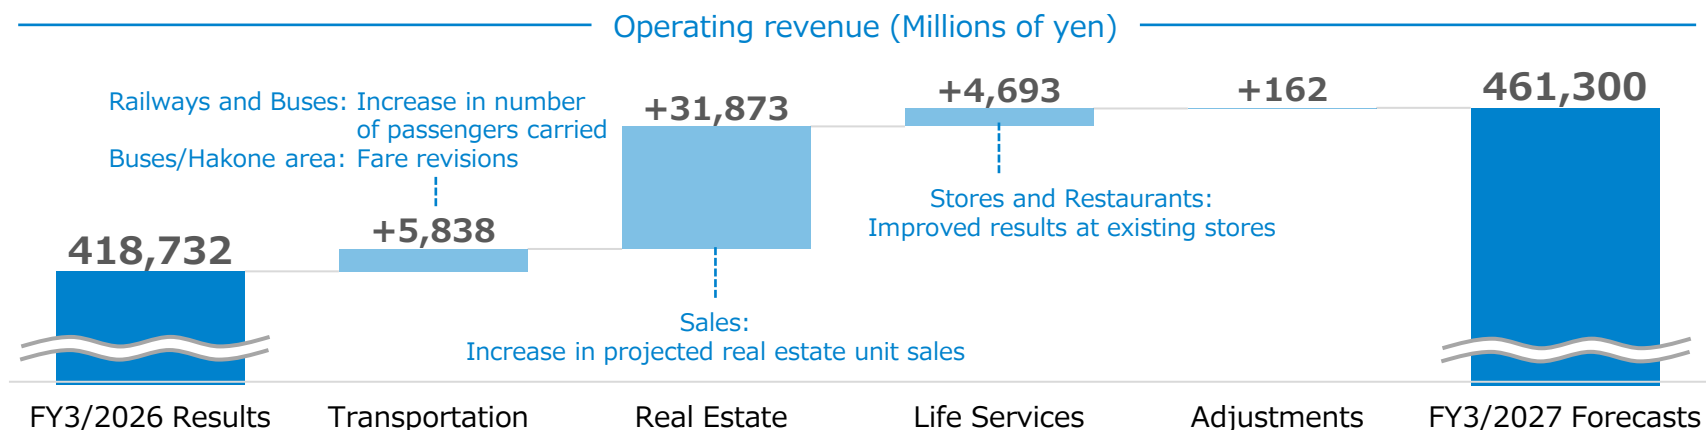 Operating revenue (Millions of yen)
Railways and Buses: Increase in number
of passengers carried
Buses/Hakone area: Fare revisions
418,732
+5,838
+31,873
+4,693
+162
461,300
Stores and Restaurants:
Improved results at existing stores
Sales:
Increase in projected real estate unit sales
FY3/2026 Results
Transportation
Real Estate
Life Services
Adjustments
FY3/2027 Forecasts